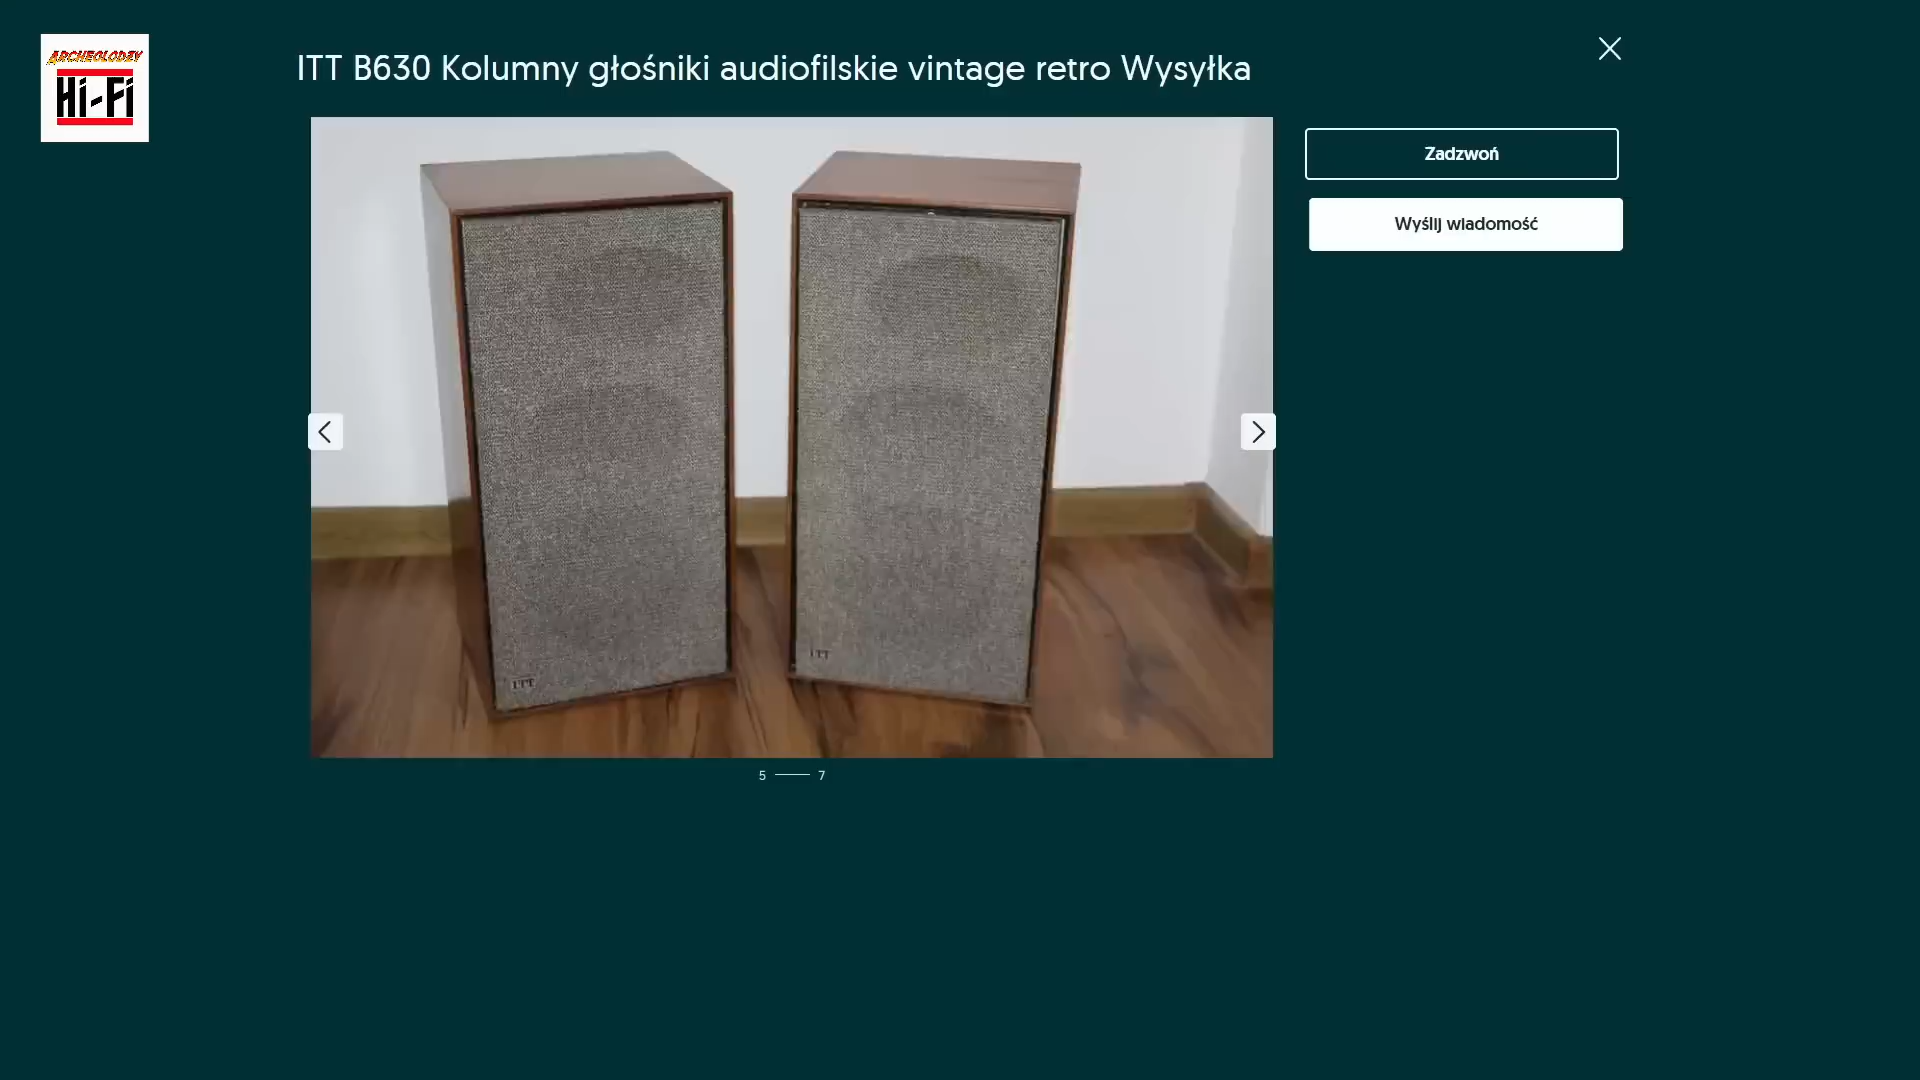 ARCHEOLODZY
Hi-Fi
ITT B630 Kolumny głośniki audiofilskie vintage retro Wysyłka
Zadzwoń
Wyślij wiadomość
ITT
ITT
5
7